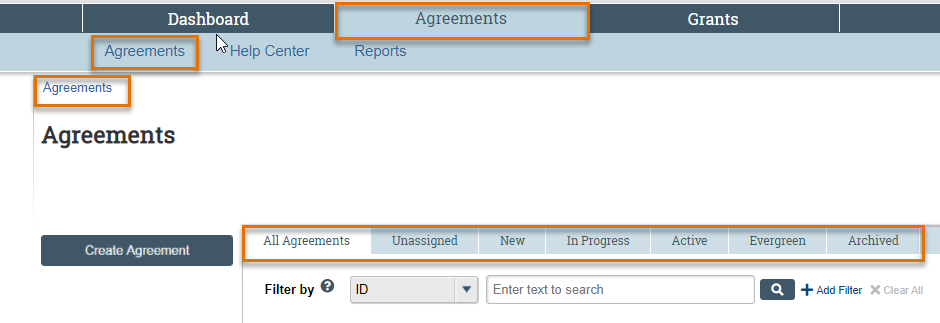 Dashboard Agreements Grants
Agreements Help Center Reports
Agreements
Agreements
Create Agreement
All Agreements Unassigned New In Progress Active Evergreen Archived
Filter by ? ID Enter text to search + Add Filter Clear All